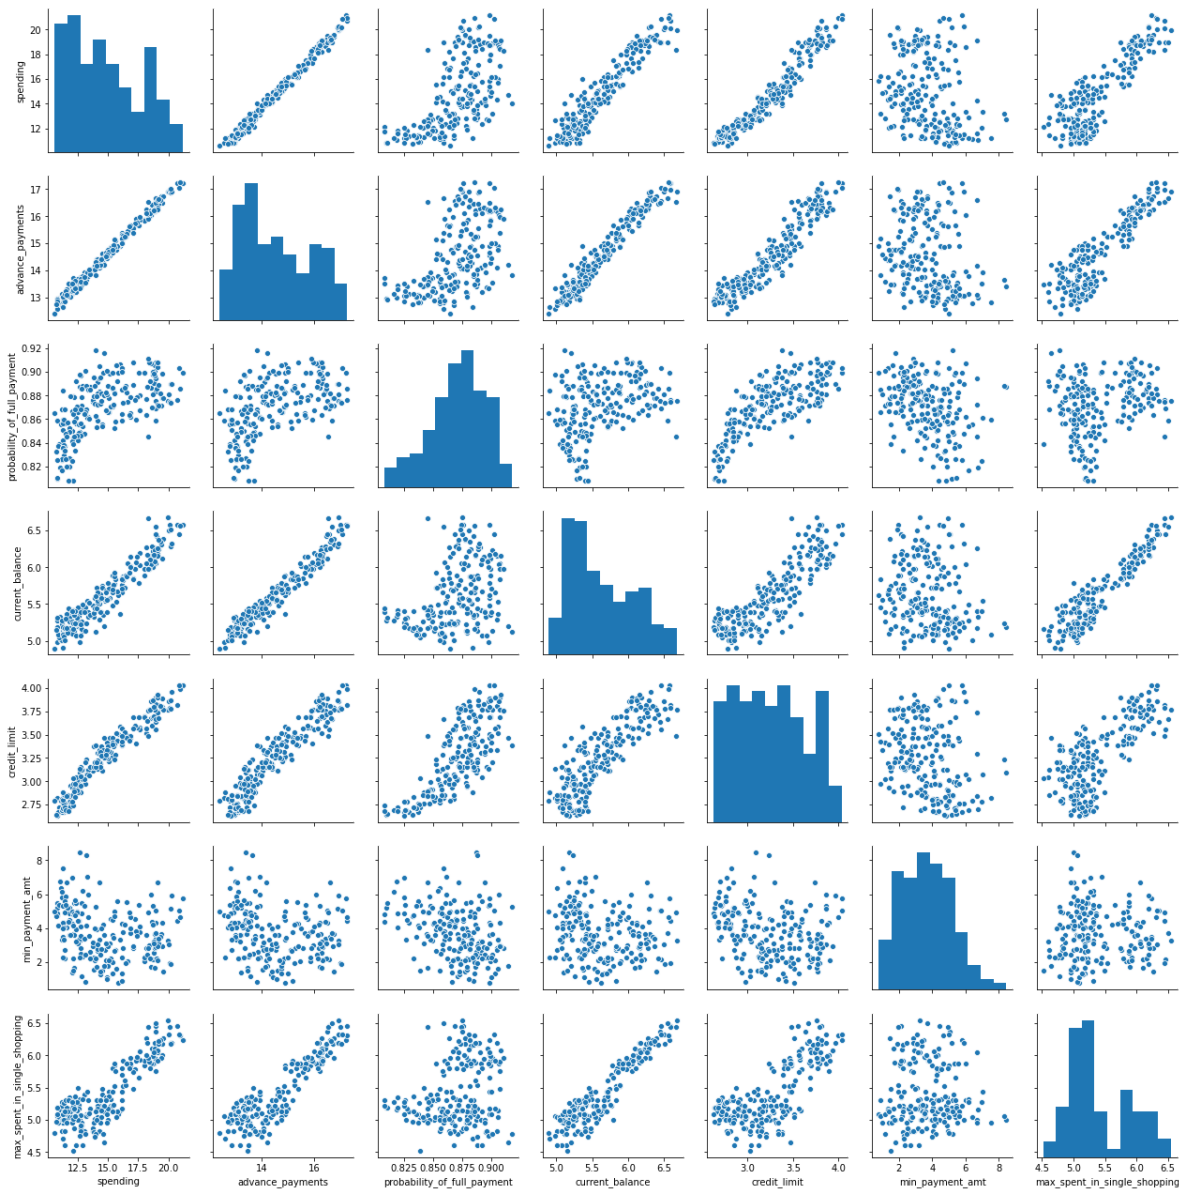 20
18
16
14
12
spending
17
16
15
14
13
advance_payments
0.92
0.90
0.88
0.86
0.84
0.82
probability_of_full_payment
6.5
6.0
5.5
5.0
current_balance
4.00
3.75
3.50
3.25
3.00
2.75
credit_limit
8
6
4
2
min_payment_amt
6.5
6.0
5.5
5.0
4.5
max_spent_in_single_shopping
12.5 15.0 17.5 20.0
14 16
0.825 0.850 0.875 0.900
5.0 5.5 6.0 6.5
3.0 3.5 4.0
2 4 6 8
4.5 5.0 5.5 6.0 6.5
spending
advance_payments
probability_of_full_payment
current_balance
credit_limit
min_payment_amt
max_spent_in_single_shopping